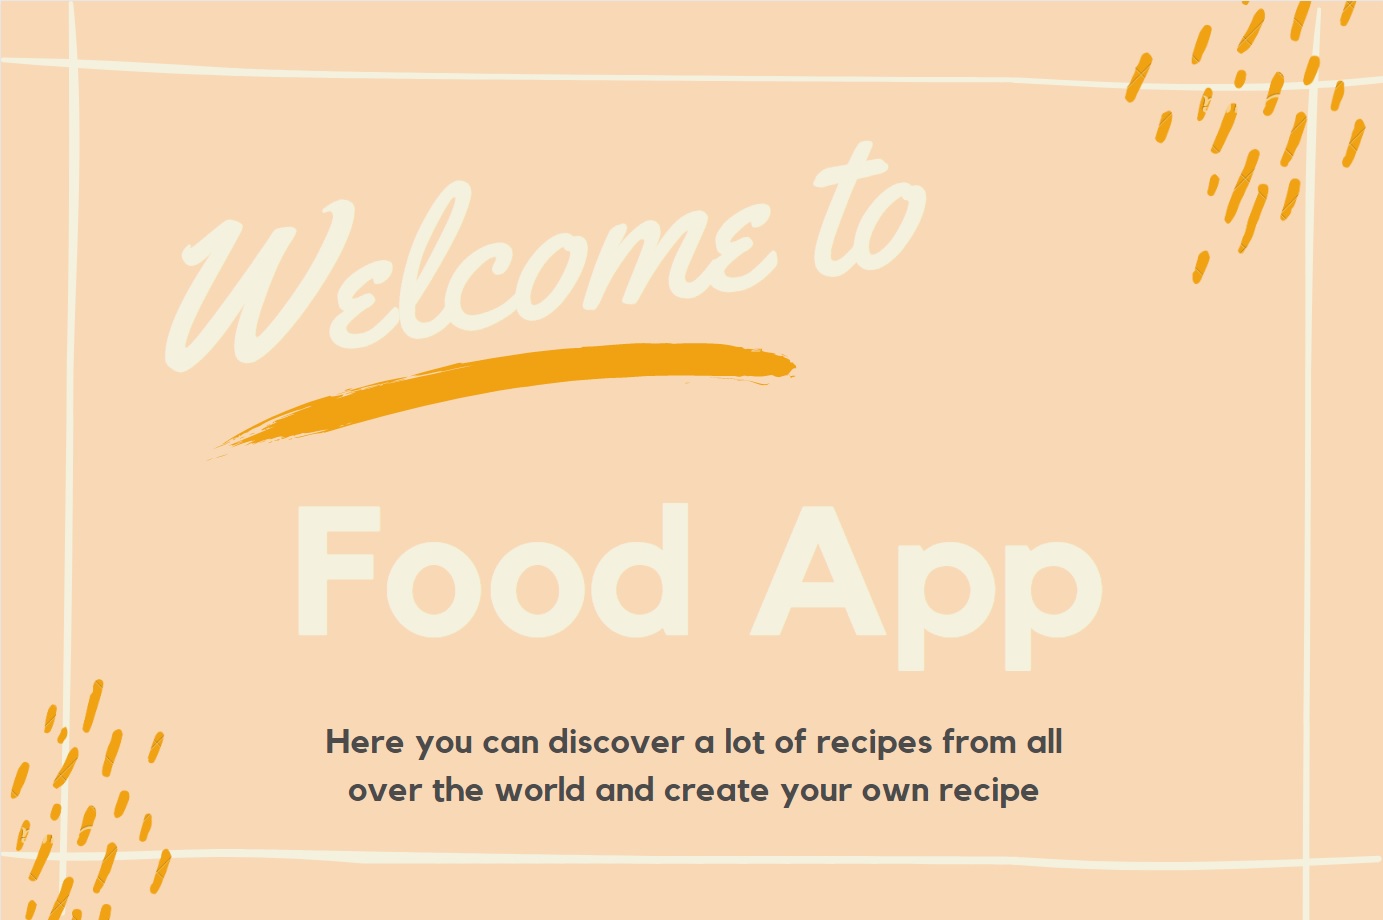 Welcome to
Food App
Here you can discover a lot of recipes from all
over the world and create your own recipe